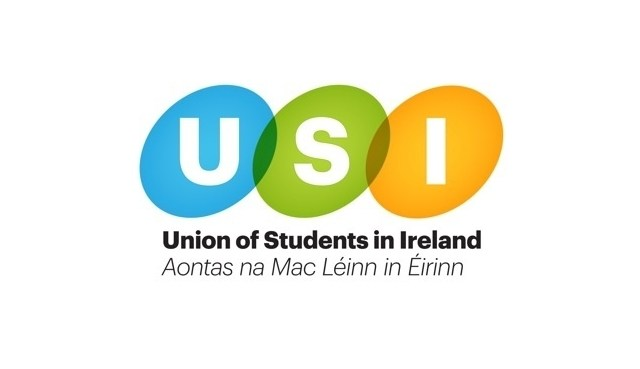 USI
Union of Students in Ireland
Aontas na Mac Léinn in Éirinn